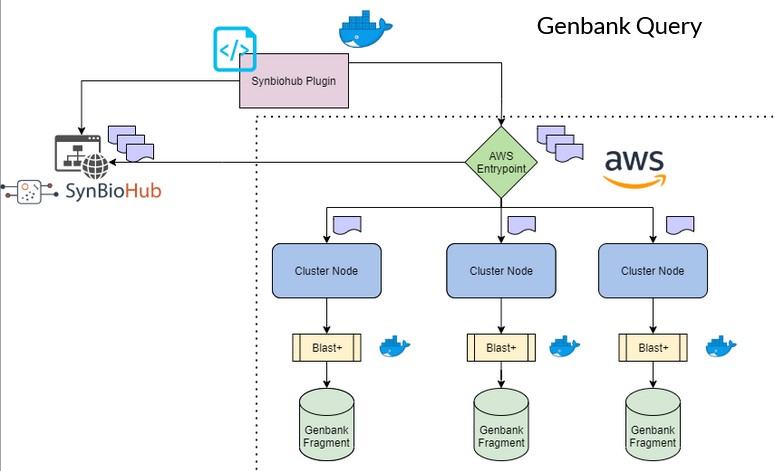 Genbank Query
</>
Synbiohub Plugin
AWS
Entrypoint
aws
SynBioHub
Cluster Node
Cluster Node
Cluster Node
Blast+
Blast+
Blast+
Genbank
Fragment
Genbank
Fragment
Genbank
Fragment